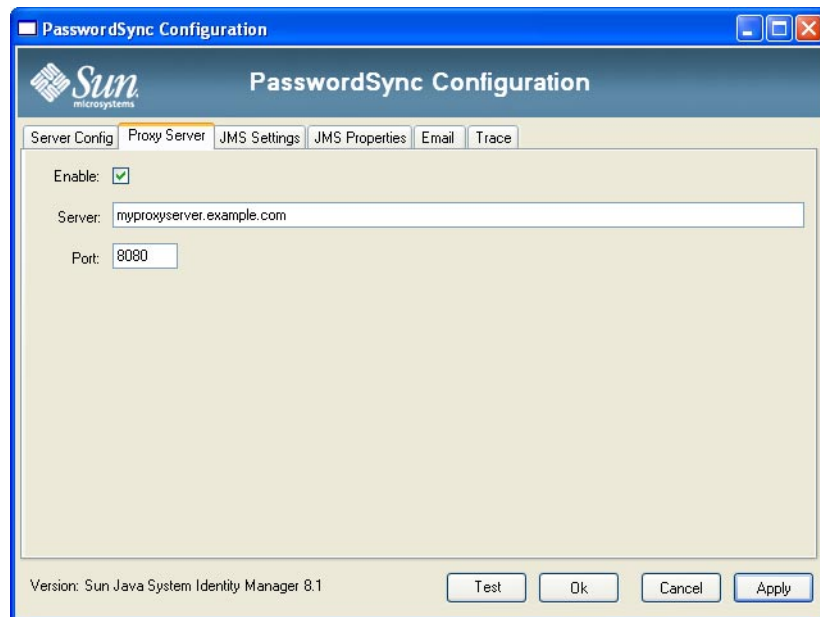 PasswordSync Configuration
Sun
microsystems
PasswordSync Configuration
Server Config Proxy Server JMS Settings JMS Properties Email Trace
Enable:
Server: myproxyserver.example.com
Port: 8080
Version: Sun Java System Identity Manager 8.1
Test Ok Cancel Apply